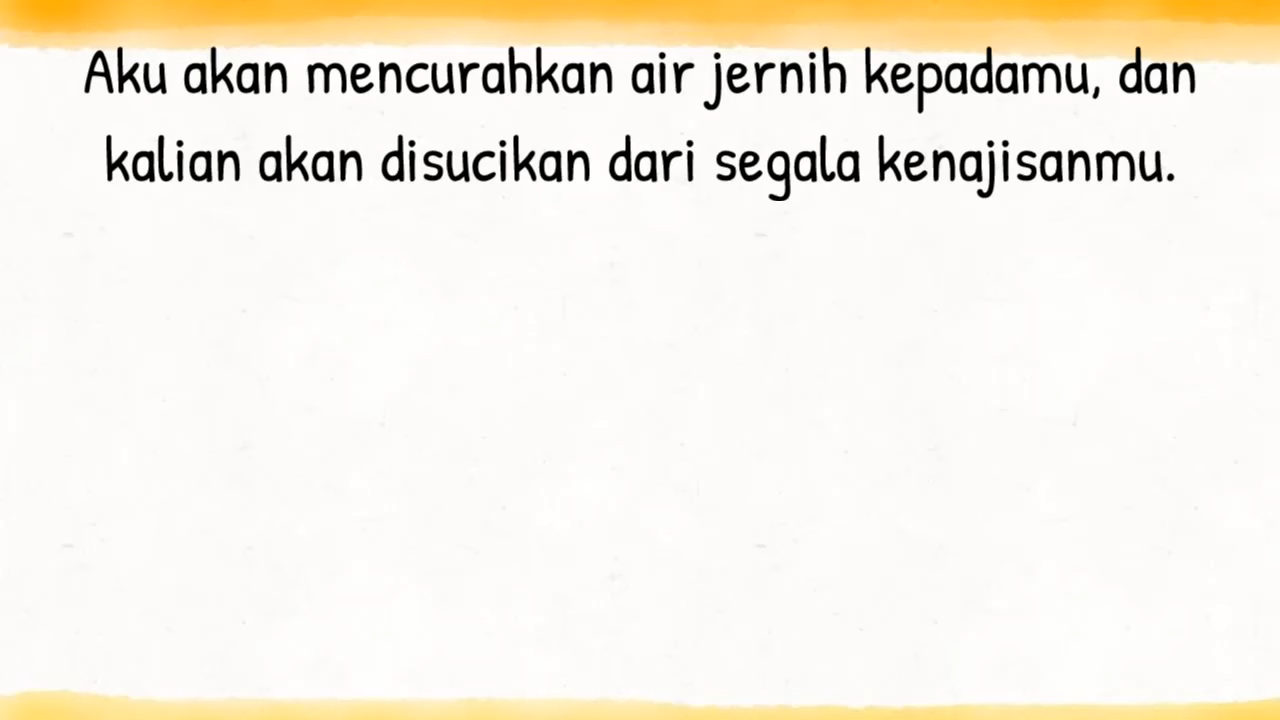 Aku akan mencurahkan air jernih kepadamu, dan
kalian akan disucikan dari segala kenajisanmu.